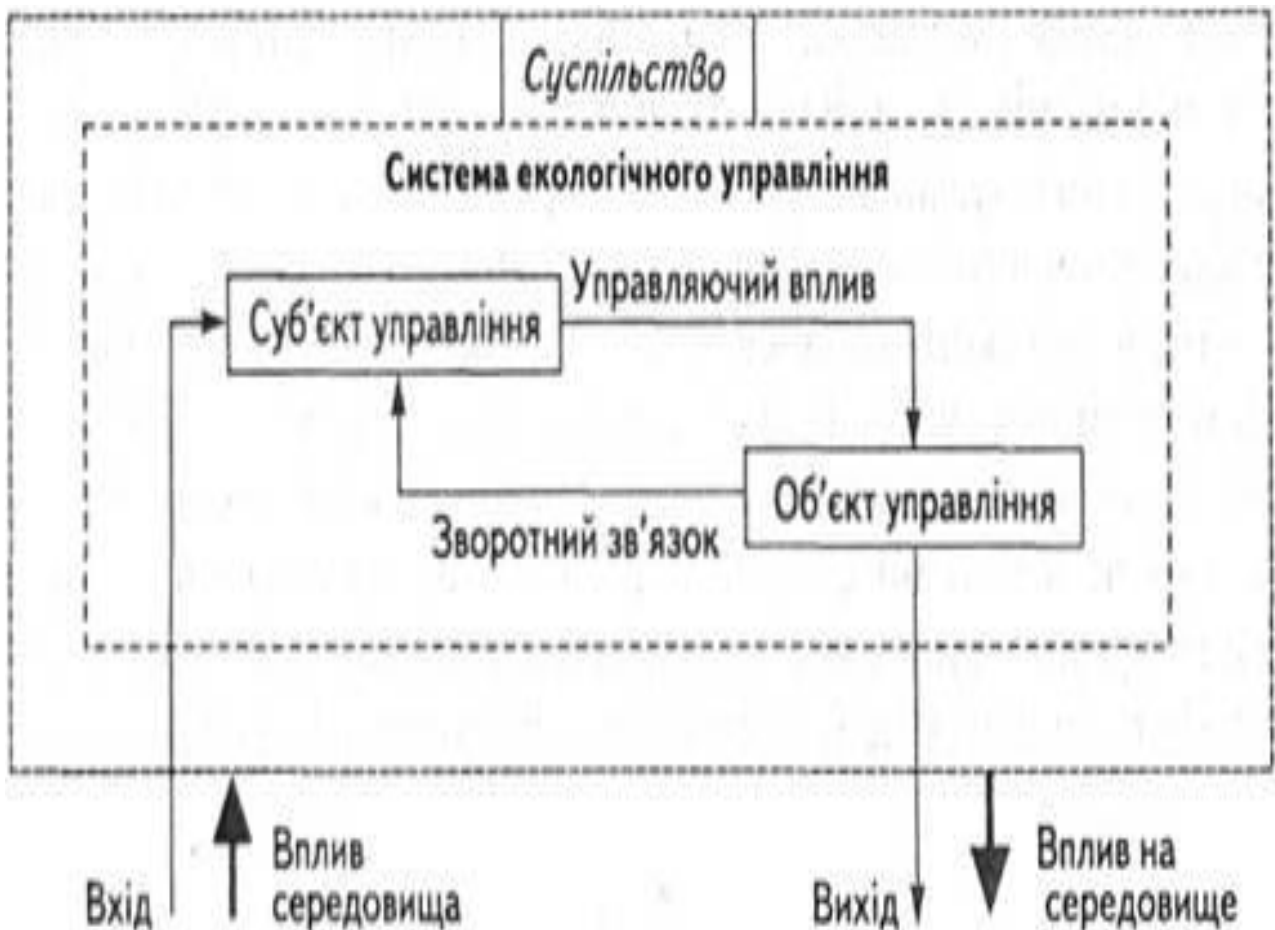 Суспільство
Система екологічного управління
Управляючий вплив
Суб'єкт управління
Об'єкт управління
Зворотний зв'язок
Вхід
Вплив
середовища
Вихід
Вплив на
середовище